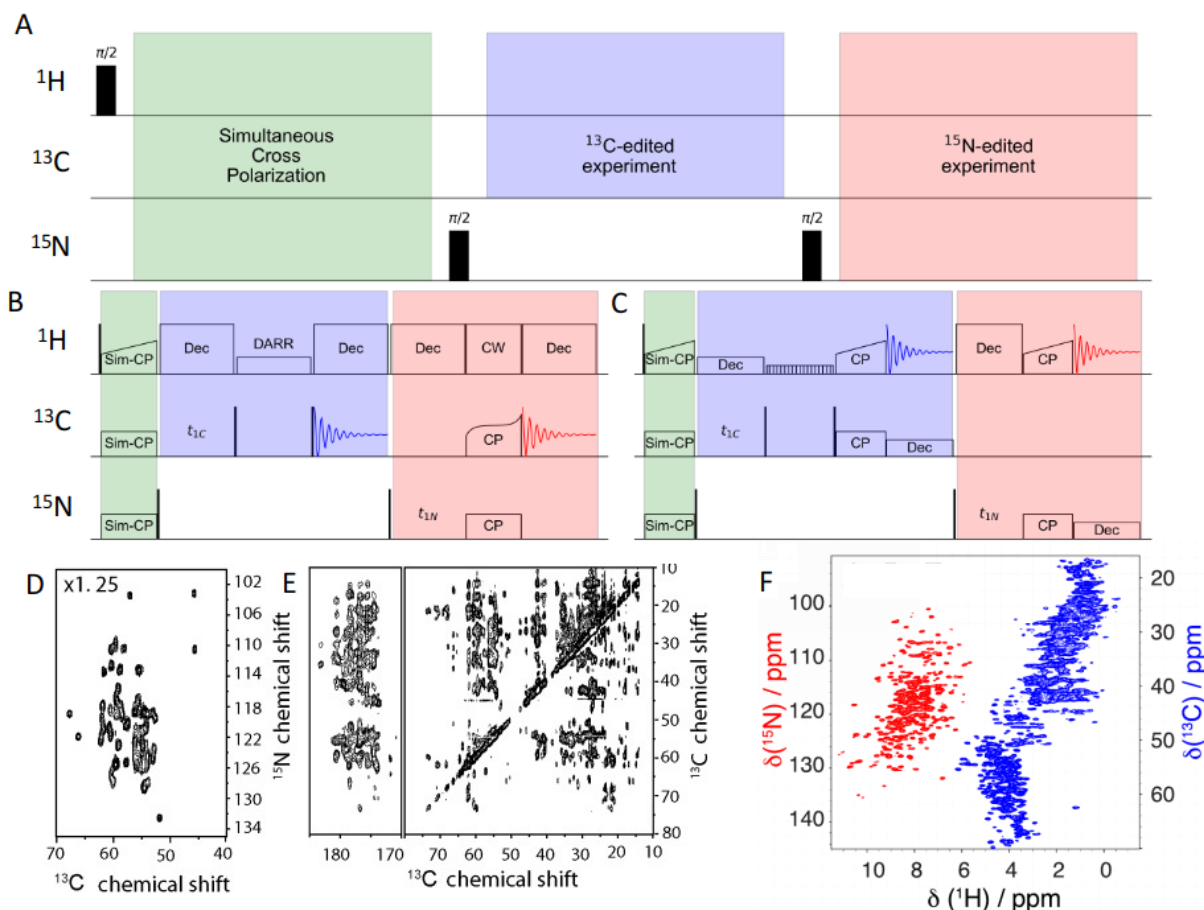 A
π/2
¹H
¹³C
¹⁵N
Simultaneous
Cross
Polarization
¹³C-edited
experiment
¹⁵N-edited
experiment
π/2
π/2
B
¹H
¹³C
¹⁵N
Sim-CP
Dec
DARR
Dec
Dec
CW
Dec
Sim-CP
t₁C
CP
Sim-CP
t₁N
CP
C
Sim-CP
Dec
CP
Dec
CP
Sim-CP
t₁C
CP
Dec
Sim-CP
t₁N
CP
Dec
D
x1.25
102
106
110
114
118
122
126
130
134
¹⁵N chemical shift
70
60
50
40
¹³C chemical shift
E
10
20
30
40
50
60
70
80
¹³C chemical shift
180
170
70
60
50
40
30
20
10
¹³C chemical shift
F
100
110
120
130
140
δ(¹⁵N) / ppm
20
30
40
50
60
δ(¹³C) / ppm
10
8
6
4
2
0
δ (¹H) / ppm